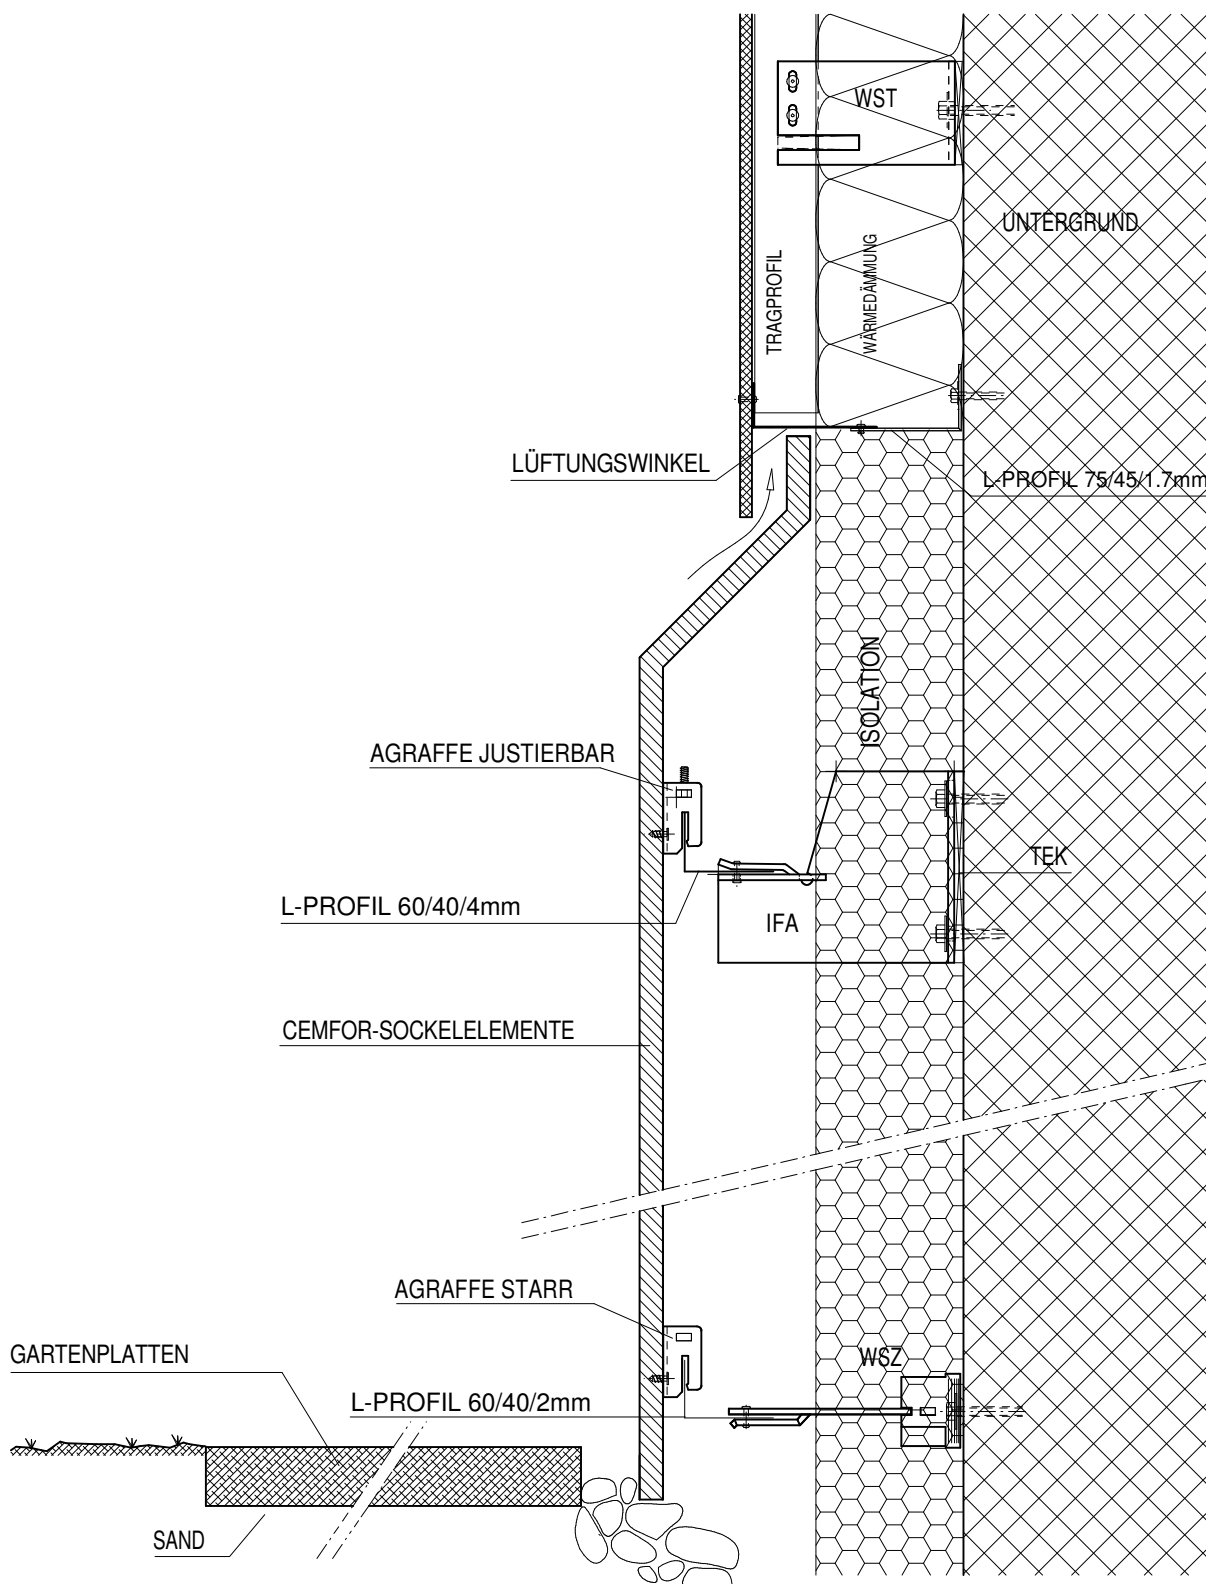 WST
UNTERGRUND
TRAGPROFIL
WÄRMEDÄMMUNG
LÜFTUNGSWINKEL
L-PROFIL 75/45/1.7mm
ISOLATION
AGRAFFE JUSTIERBAR
TEK
L-PROFIL 60/40/4mm
IFA
CEMFOR-SOCKELELEMENTE
AGRAFFE STARR
GARTENPLATTEN
WSZ
L-PROFIL 60/40/2mm
SAND